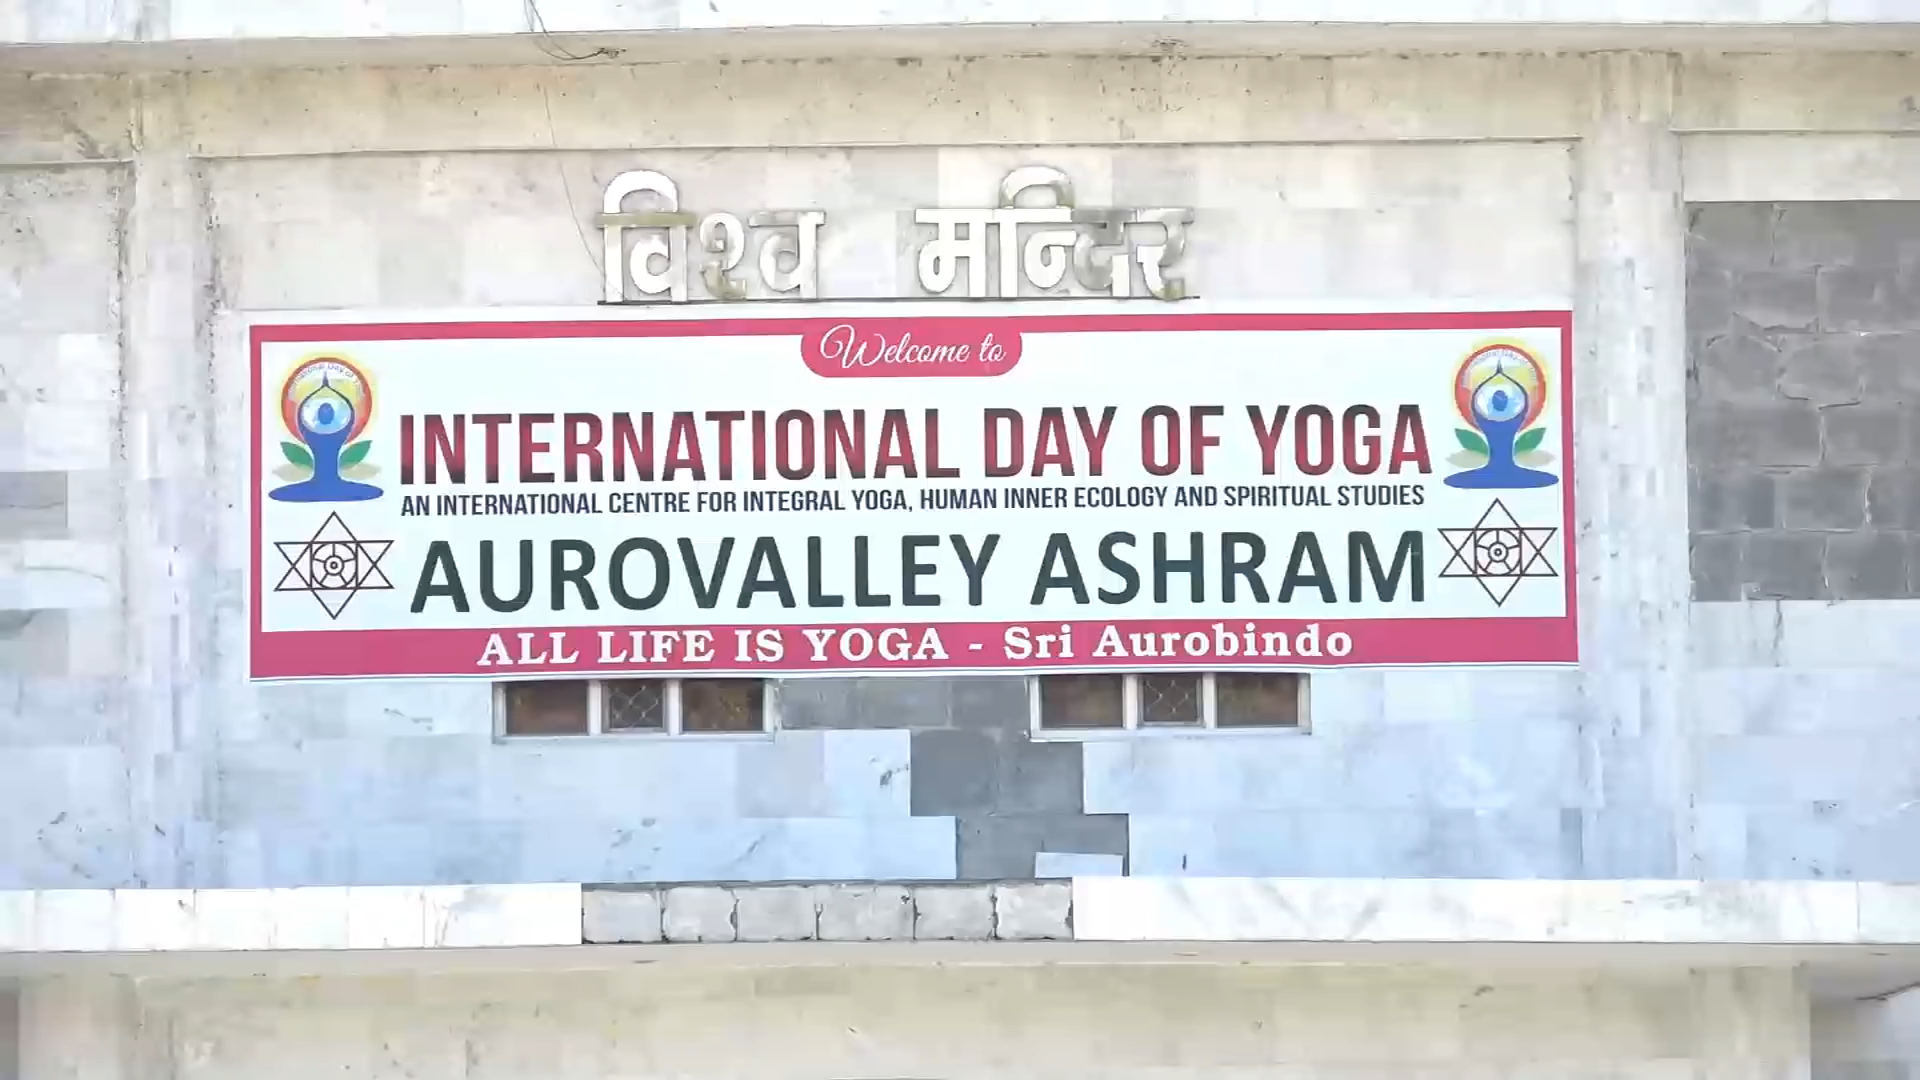 विश्व मन्दिर
Welcome to
INTERNATIONAL DAY OF YOGA
AN INTERNATIONAL CENTRE FOR INTEGRAL YOGA, HUMAN INNER ECOLOGY AND SPIRITUAL STUDIES
AUROVALLEY ASHRAM
ALL LIFE IS YOGA - Sri Aurobindo